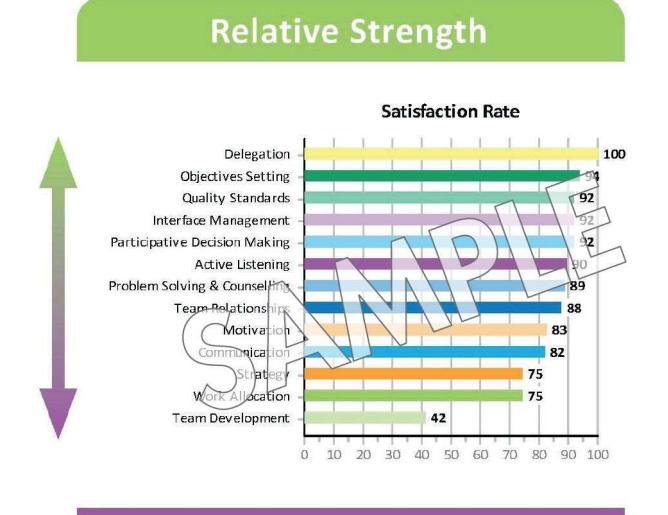 Relative Strength
Satisfaction Rate
Delegation 100
Objectives Setting 94
Quality Standards 92
Interface Management 92
Participative Decision Making 92
Active Listening 90
Problem Solving & Counselling 89
Team Relationships 88
Motivation 83
Communication 82
Strategy 75
Work Allocation 75
Team Development 42
0 10 20 30 40 50 60 70 80 90 100
SAMPLE